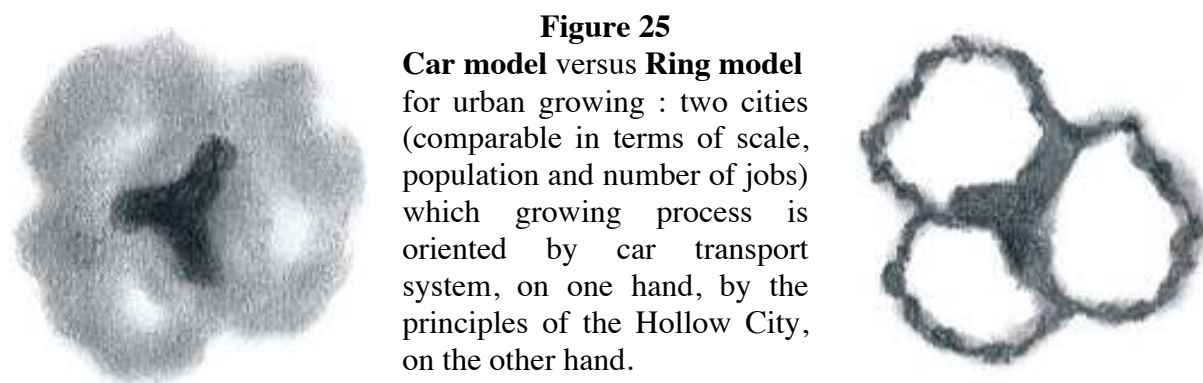 Figure 25
Car model versus Ring model
for urban growing : two cities
(comparable in terms of scale,
population and number of jobs)
which growing process is
oriented by car transport
system, on one hand, by the
principles of the Hollow City,
on the other hand.